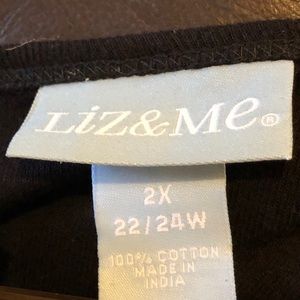 Liz&Me®
2X
22/24W
100% COTTON
MADE IN
INDIA